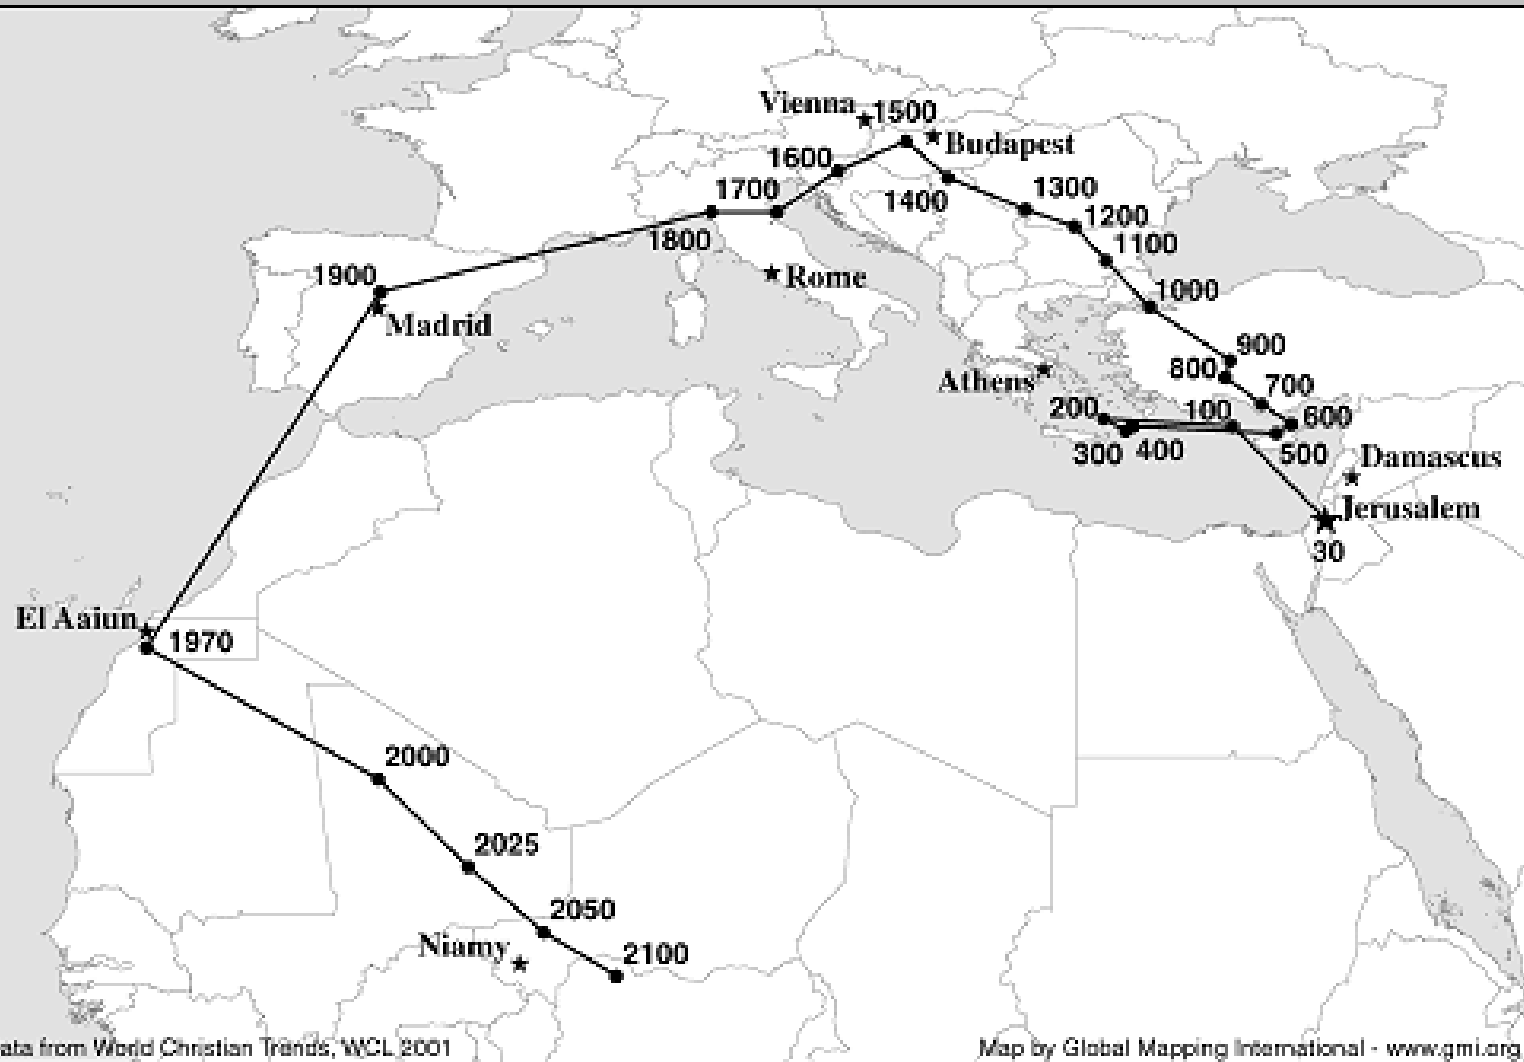 Vienna
1500
Budapest
1600
1700
1400
1300
1200
1100
1800
1900
Rome
1000
Madrid
900
800
Athens
700
200
100
600
300
400
500
Damascus
Jerusalem
30
El Aaiun
1970
2000
2025
2050
Niamy
2100
ata from World Christian Trends, WCL 2001
Map by Global Mapping International - www.gmi.org